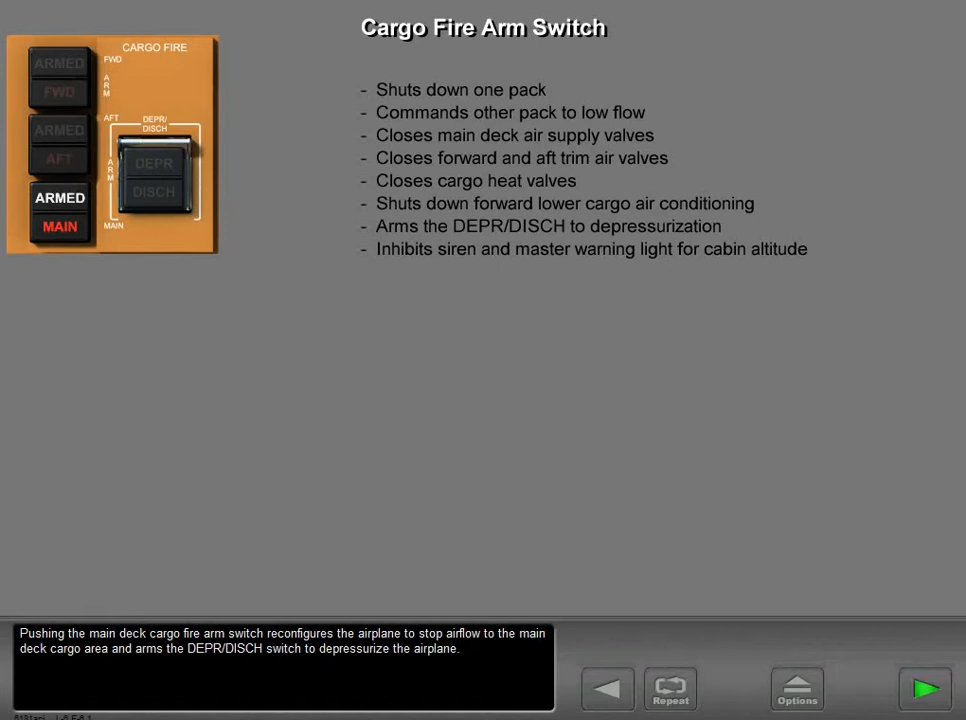 Cargo Fire Arm Switch
CARGO FIRE
ARMED
FWD
FWD
ARM
AFT
ARMED
AFT
DEPR/
DISCH
ARM
DEPR
DISCH
ARMED
MAIN
MAIN
- Shuts down one pack
- Commands other pack to low flow
- Closes main deck air supply valves
- Closes forward and aft trim air valves
- Closes cargo heat valves
- Shuts down forward lower cargo air conditioning
- Arms the DEPR/DISCH to depressurization
- Inhibits siren and master warning light for cabin altitude
Pushing the main deck cargo fire arm switch reconfigures the airplane to stop airflow to the main
deck cargo area and arms the DEPR/DISCH switch to depressurize the airplane.
Repeat
Options